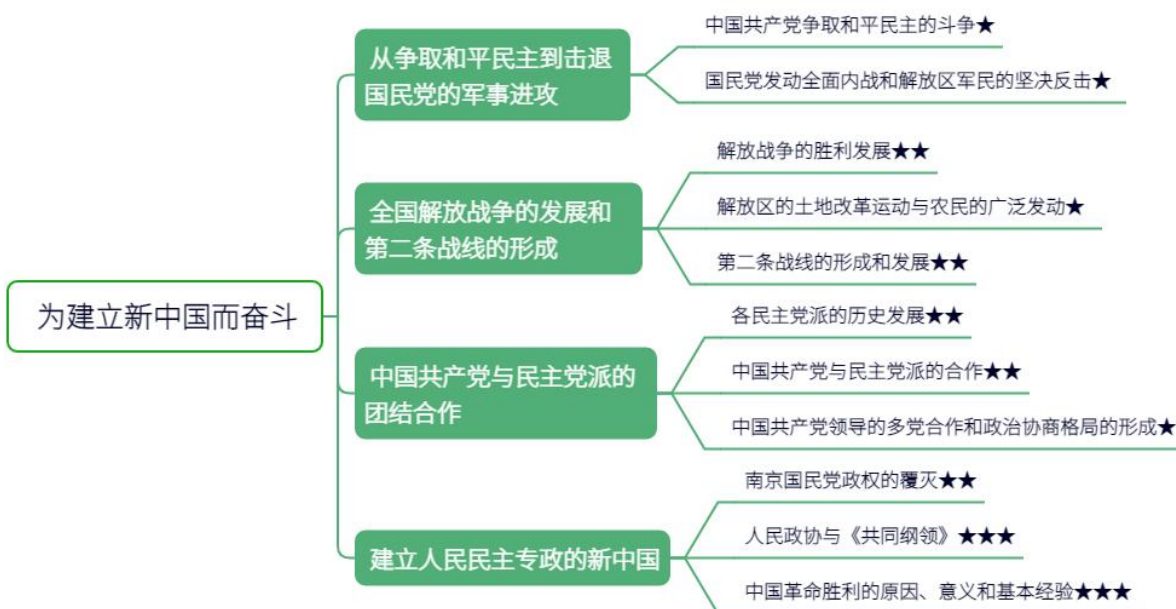 为建立新中国而奋斗
从争取和平民主到击退
国民党的军事进攻
中国共产党争取和平民主的斗争★
国民党发动全面内战和解放区军民的坚决反击★
全国解放战争的发展和
第二条战线的形成
解放战争的胜利发展★★
解放区的土地改革运动与农民的广泛发动★
第二条战线的形成和发展★★
中国共产党与民主党派的
团结合作
各民主党派的历史发展★★
中国共产党与民主党派的合作★★
中国共产党领导的多党合作和政治协商格局的形成★
建立人民民主专政的新中国
南京国民党政权的覆灭★★
人民政协与《共同纲领》★★★
中国革命胜利的原因、意义和基本经验★★★